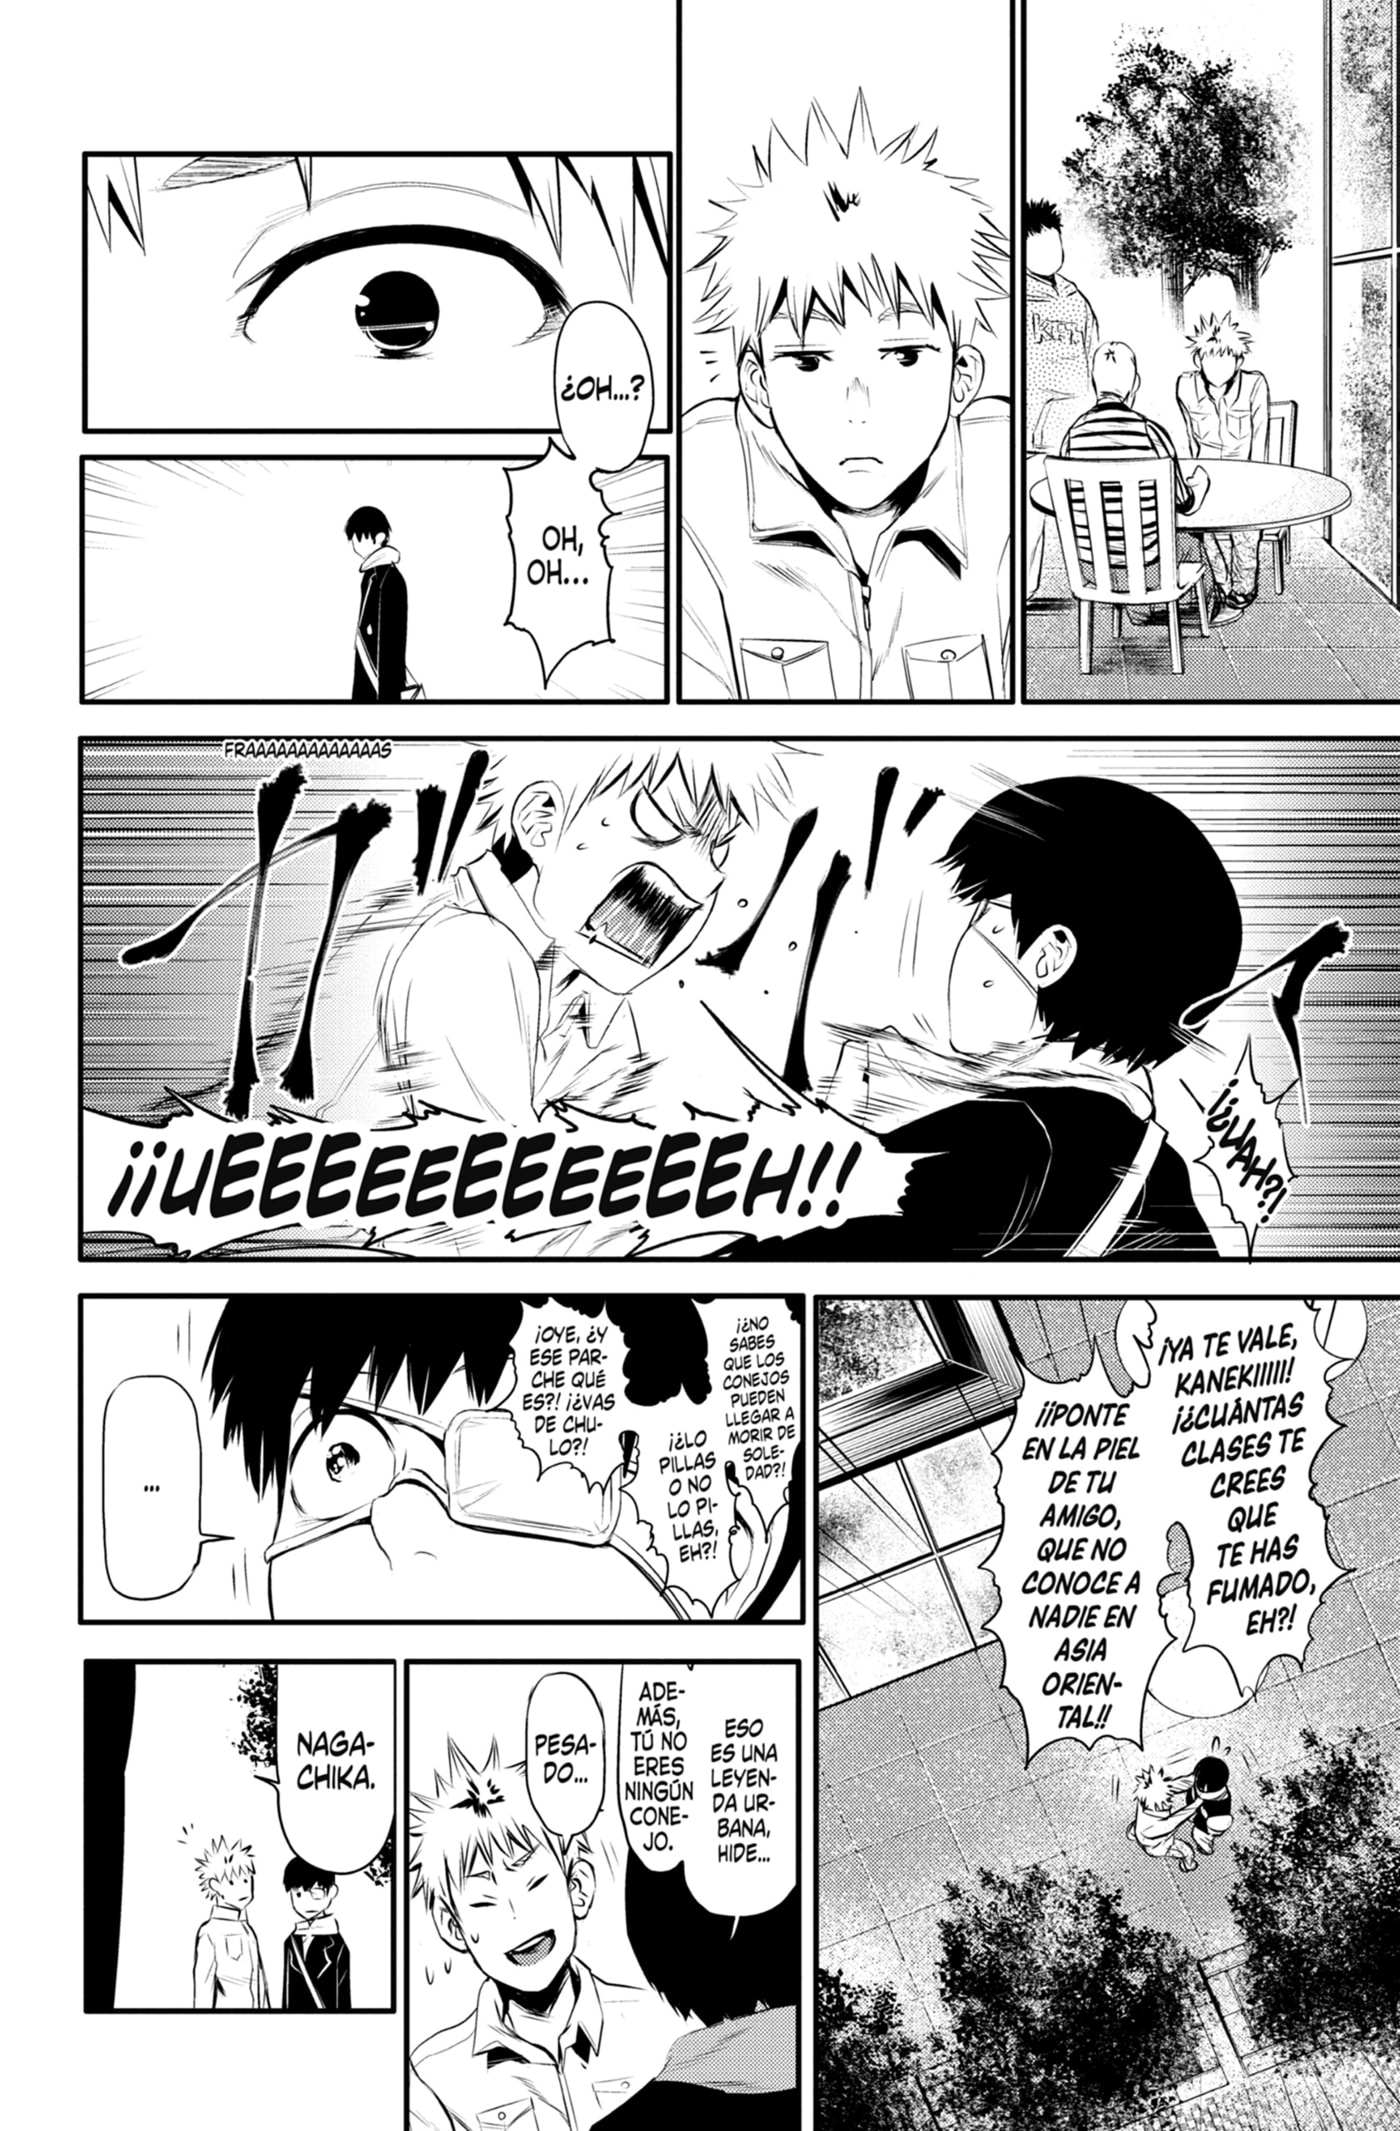 KITTY
¿OH...?
OH,
OH...
FRAAAAAAAAAAAAAS
¡¿UAH?!
¡¡UEEEEEEEEEEEEEH!!
¡YA TE VALE,
KANEKIIIIII!
¡¿CUÁNTAS
CLASES TE
CREES
QUE
TE HAS
FUMADO,
EH?!
¡¡PONTE
EN LA PIEL
DE TU
AMIGO,
QUE NO
CONOCE A
NADIE EN
ASIA
ORIEN-
TAL!!
¡¿NO
SABES
QUE LOS
CONEJOS
PUEDEN
LLEGAR A
MORIR DE
SOLE-
DAD?!
¡¿LO
PILLAS
O NO
LO PI-
LLAS,
EH?!
¡OYE, ¿Y
ESE PAR-
CHE QUÉ
ES?! ¡¿VAS
DE CHU-
LO?!
...
ESO
ES UNA
LEYEN-
DA UR-
BANA,
HIDE...
ADE-
MÁS,
TÚ NO
ERES
NINGÚN
CONE-
JO.
PESA-
DO...
NAGA-
CHIKA.